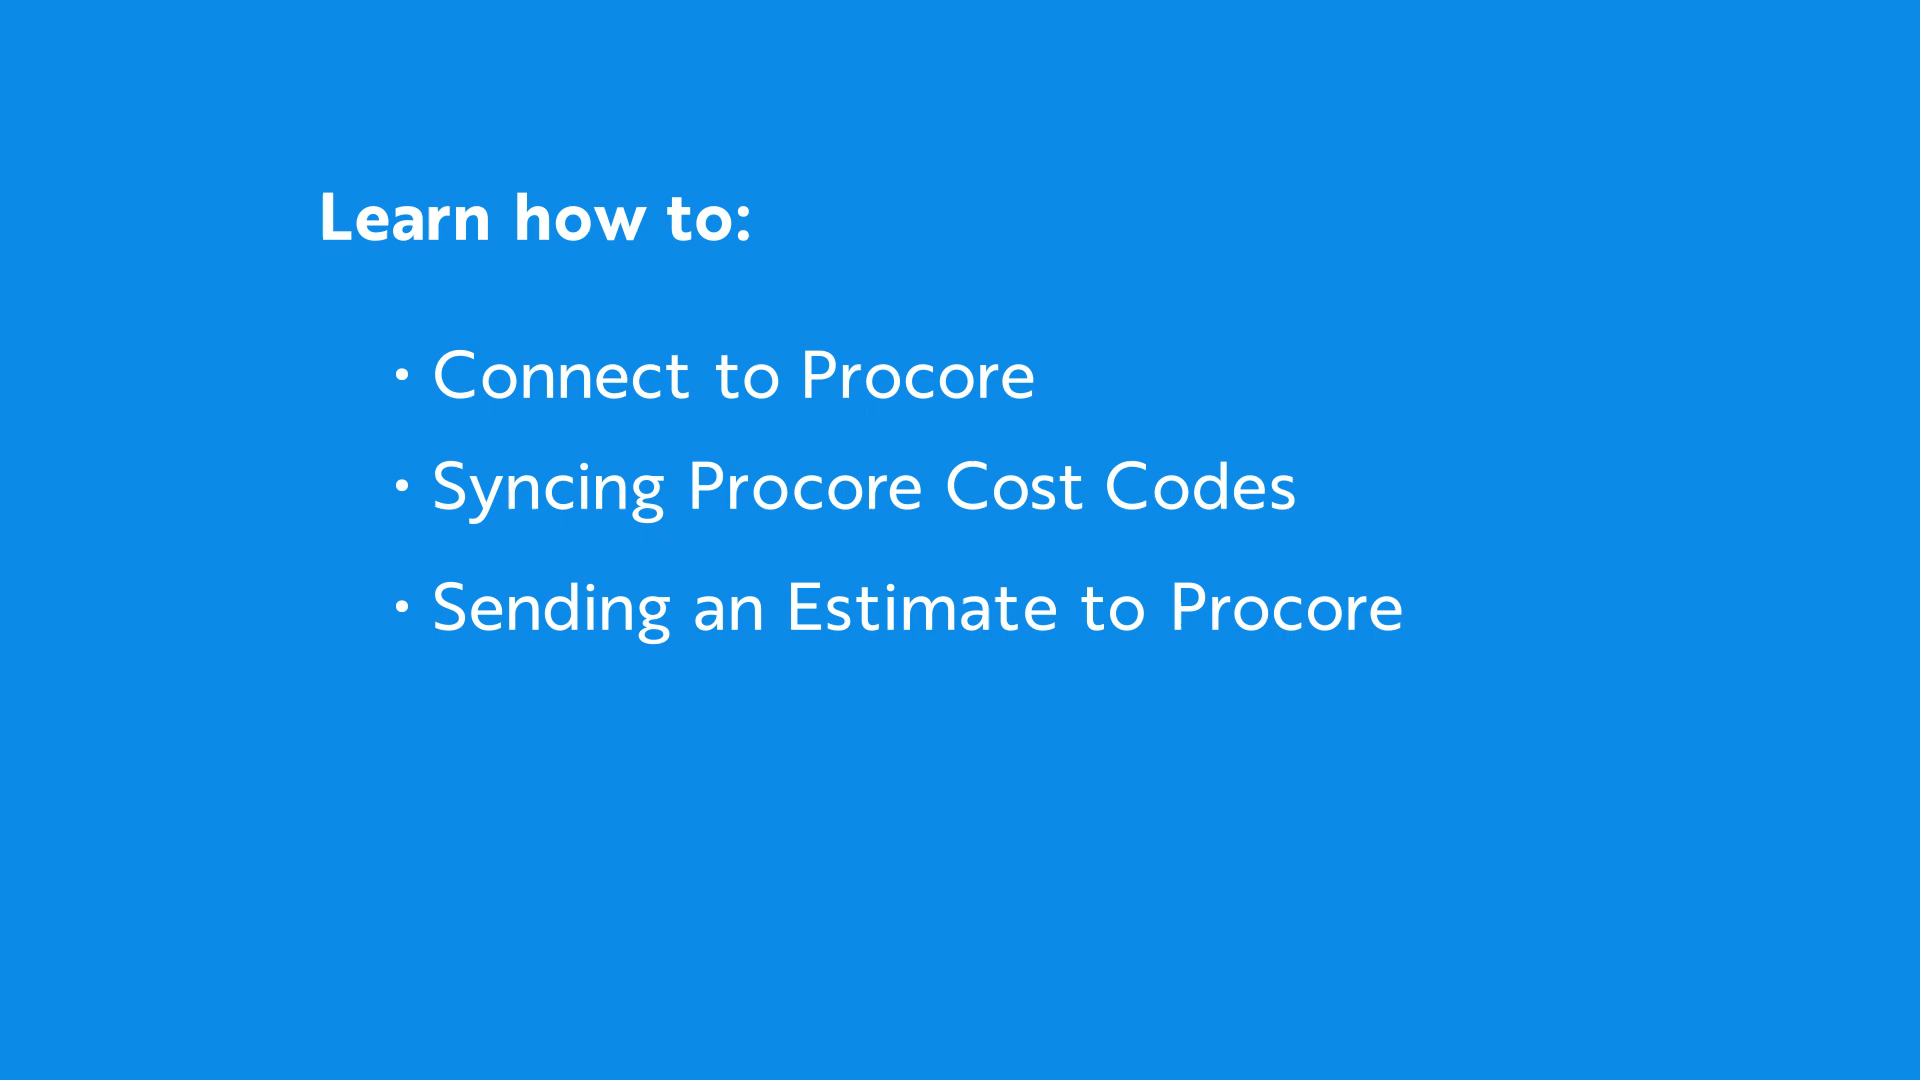 Learn how to:
• Connect to Procore
• Syncing Procore Cost Codes
• Sending an Estimate to Procore